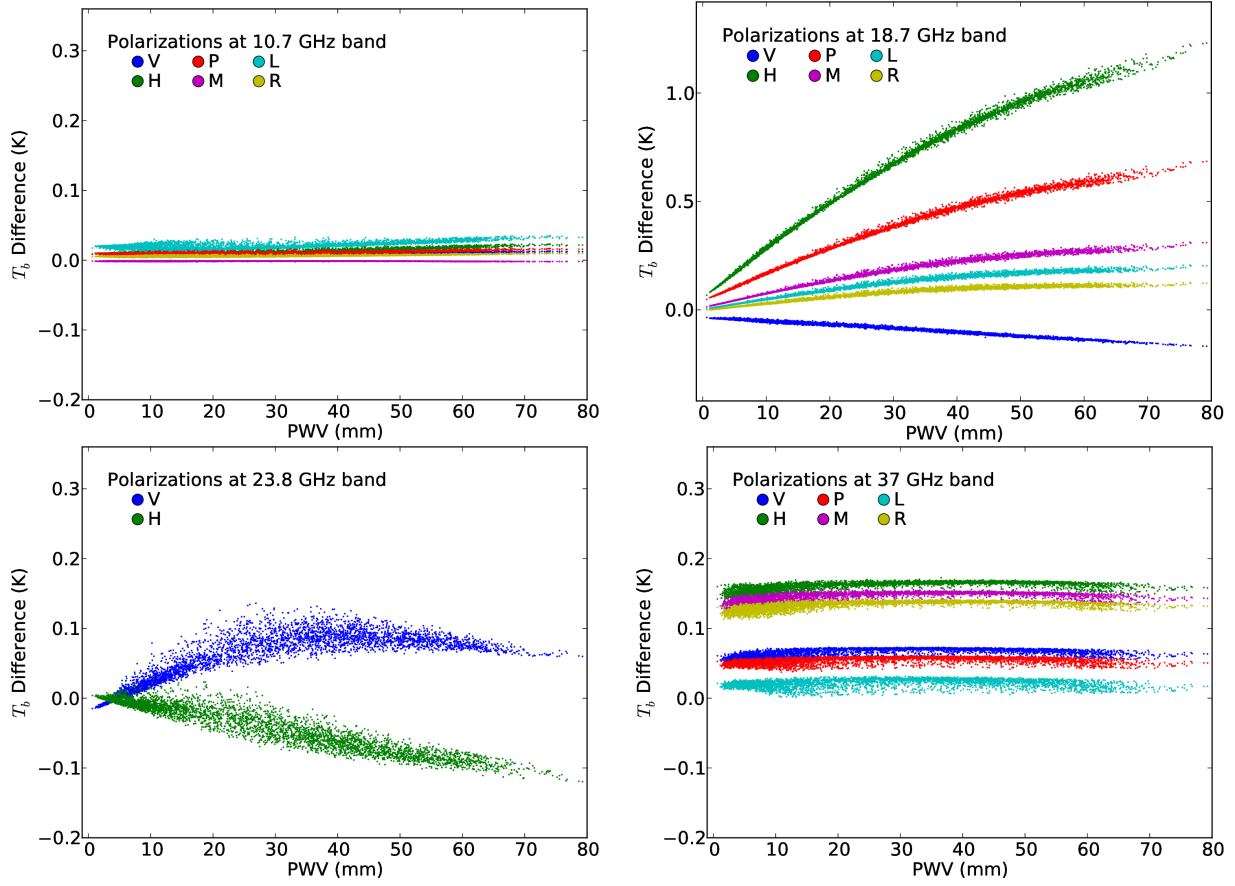 Polarizations at 10.7 GHz band
V P L
H M R
0.3
0.2
0.1
0.0
−0.1
−0.2
T_b Difference (K)
0 10 20 30 40 50 60 70 80
PWV (mm)
Polarizations at 18.7 GHz band
V P L
H M R
1.0
0.5
0.0
T_b Difference (K)
0 10 20 30 40 50 60 70 80
PWV (mm)
Polarizations at 23.8 GHz band
V
H
0.3
0.2
0.1
0.0
−0.1
−0.2
T_b Difference (K)
0 10 20 30 40 50 60 70 80
PWV (mm)
Polarizations at 37 GHz band
V P L
H M R
0.3
0.2
0.1
0.0
−0.1
−0.2
T_b Difference (K)
0 10 20 30 40 50 60 70 80
PWV (mm)